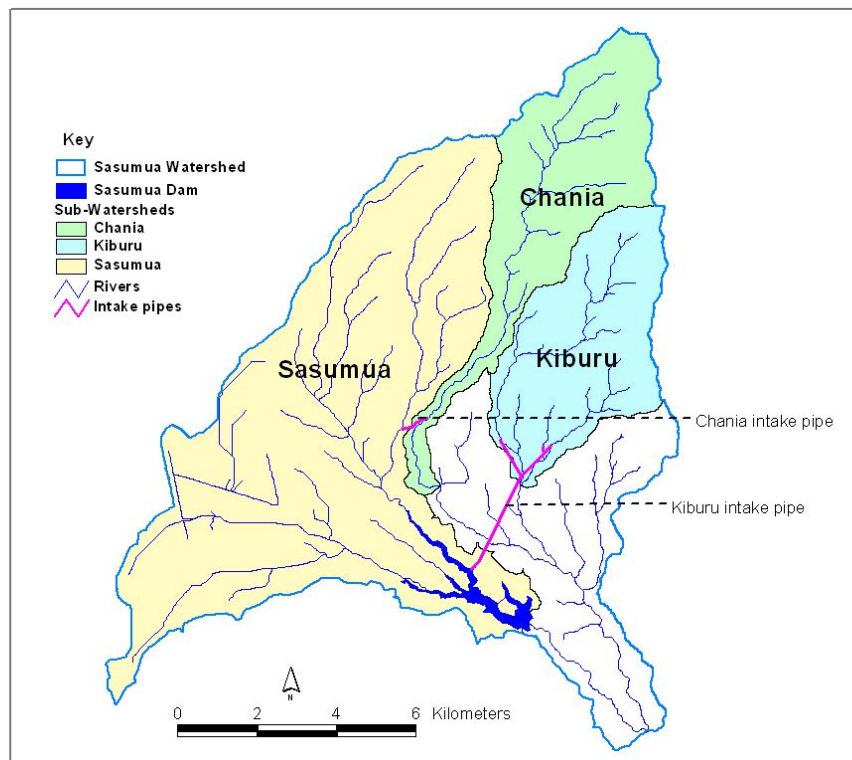 Key
Sasumua Watershed
Sasumua Dam
Sub-Watersheds
Chania
Kiburu
Sasumua
Rivers
Intake pipes
Chania
Kiburu
Sasumua
Chania intake pipe
Kiburu intake pipe
N
0 2 4 6 Kilometers